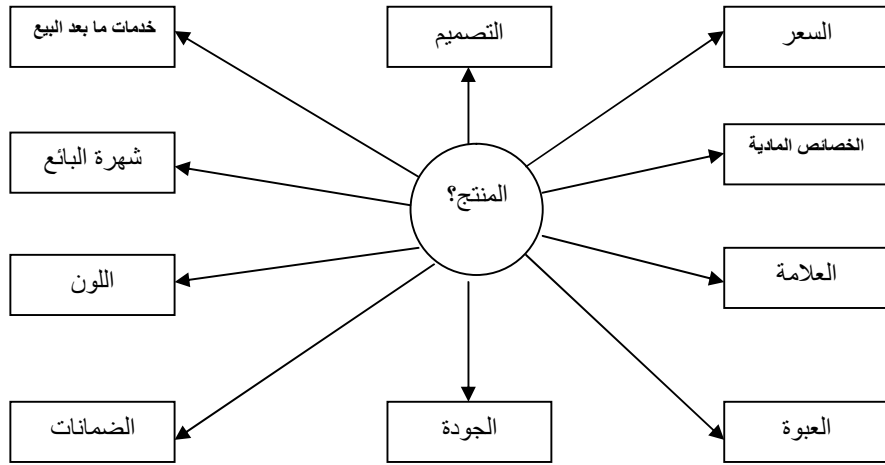 السعر
التصميم
خدمات ما بعد البيع
الخصائص المادية
شهرة البائع
المنتج؟
العلامة
اللون
العبوة
الجودة
الضمانات